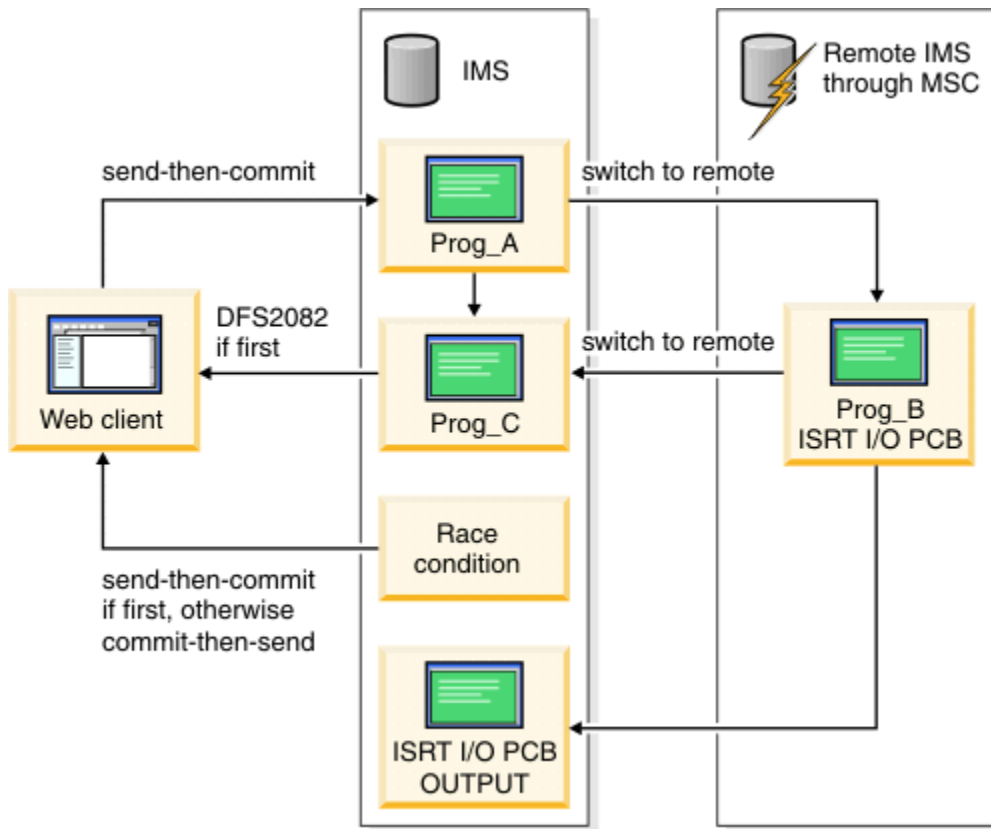 IMS
Remote IMS
through MSC
send-then-commit
switch to remote
Prog_A
DFS2082
if first
switch to remote
Web client
Prog_C
Prog_B
ISRT I/O PCB
Race
condition
send-then-commit
if first, otherwise
commit-then-send
ISRT I/O PCB
OUTPUT